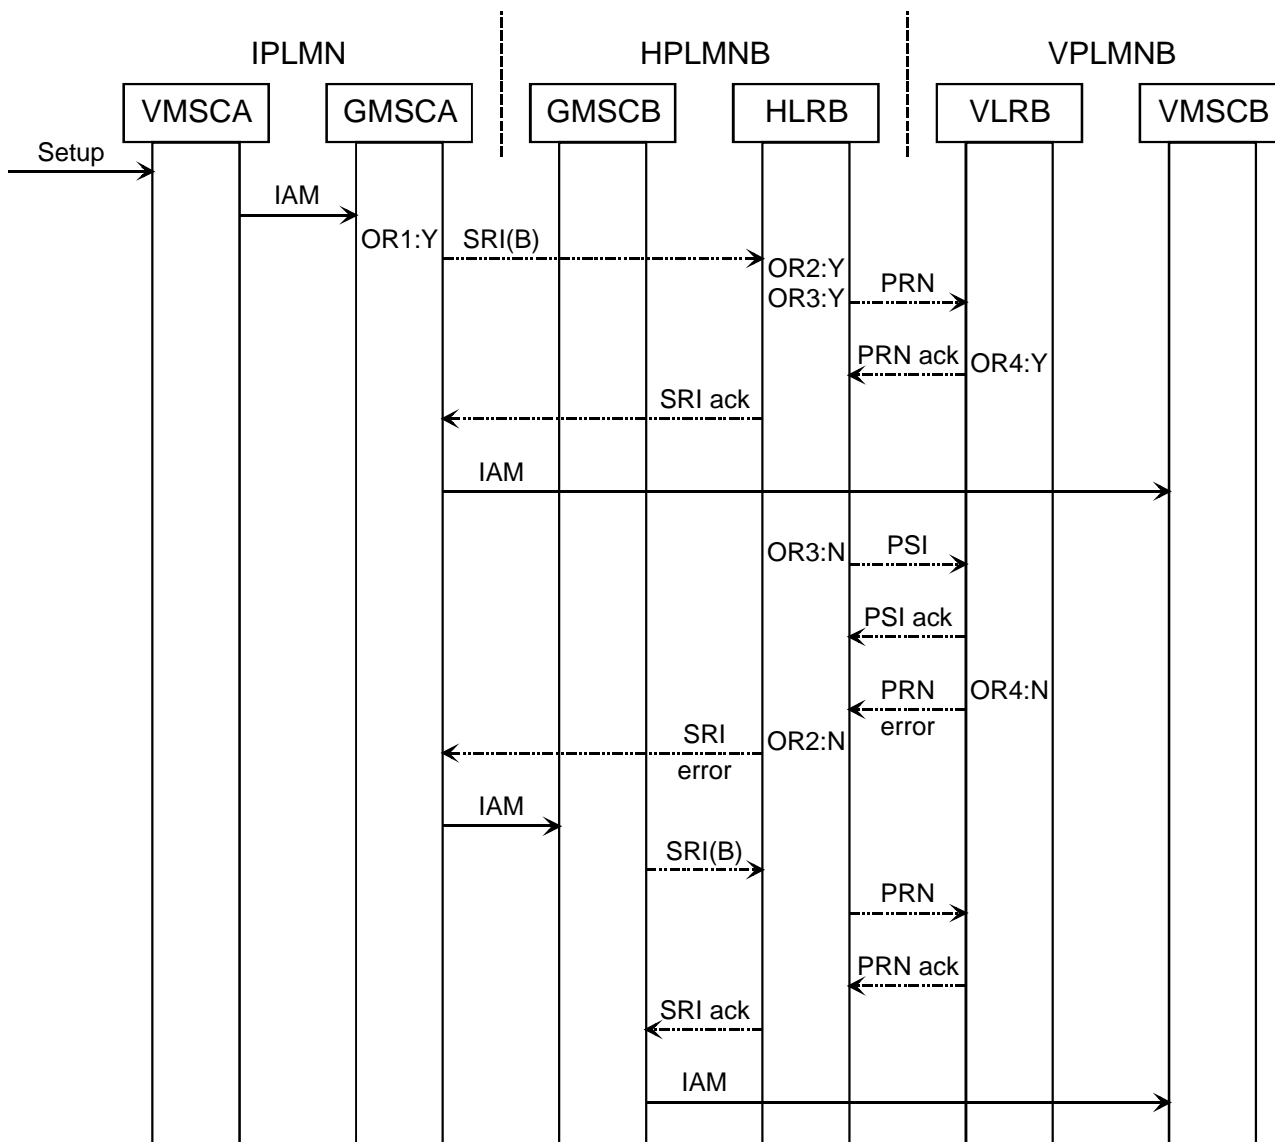 IPLMN
HPLMNB
VPLMNB
VMSCA
GMSCA
GMSCB
HLRB
VLRB
VMSCB
Setup
IAM
OR1:Y
SRI(B)
OR2:Y
OR3:Y
PRN
PRN ack
OR4:Y
SRI ack
IAM
OR3:N
PSI
PSI ack
PRN
error
OR4:N
SRI
error
OR2:N
IAM
SRI(B)
PRN
PRN ack
SRI ack
IAM